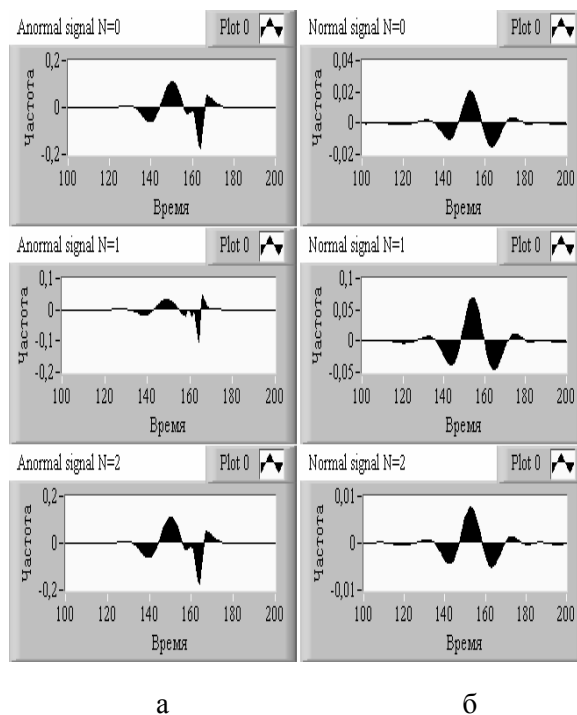 Anormal signal N=0 Plot 0
0,2-
0-
-0,2-
Частота
100 120 140 160 180 200
Время
Normal signal N=0 Plot 0
0,04-
0,02-
0-
-0,02-
Частота
100 120 140 160 180 200
Время
Anormal signal N=1 Plot 0
0,1-
0-
-0,1-
-0,2-
Частота
100 120 140 160 180 200
Время
Normal signal N=1 Plot 0
0,1-
0,05-
0-
-0,05-
Частота
100 120 140 160 180 200
Время
Anormal signal N=2 Plot 0
0,2-
0-
-0,2-
Частота
100 120 140 160 180 200
Время
Normal signal N=2 Plot 0
0,01-
0-
-0,01-
Частота
100 120 140 160 180 200
Время
а
б